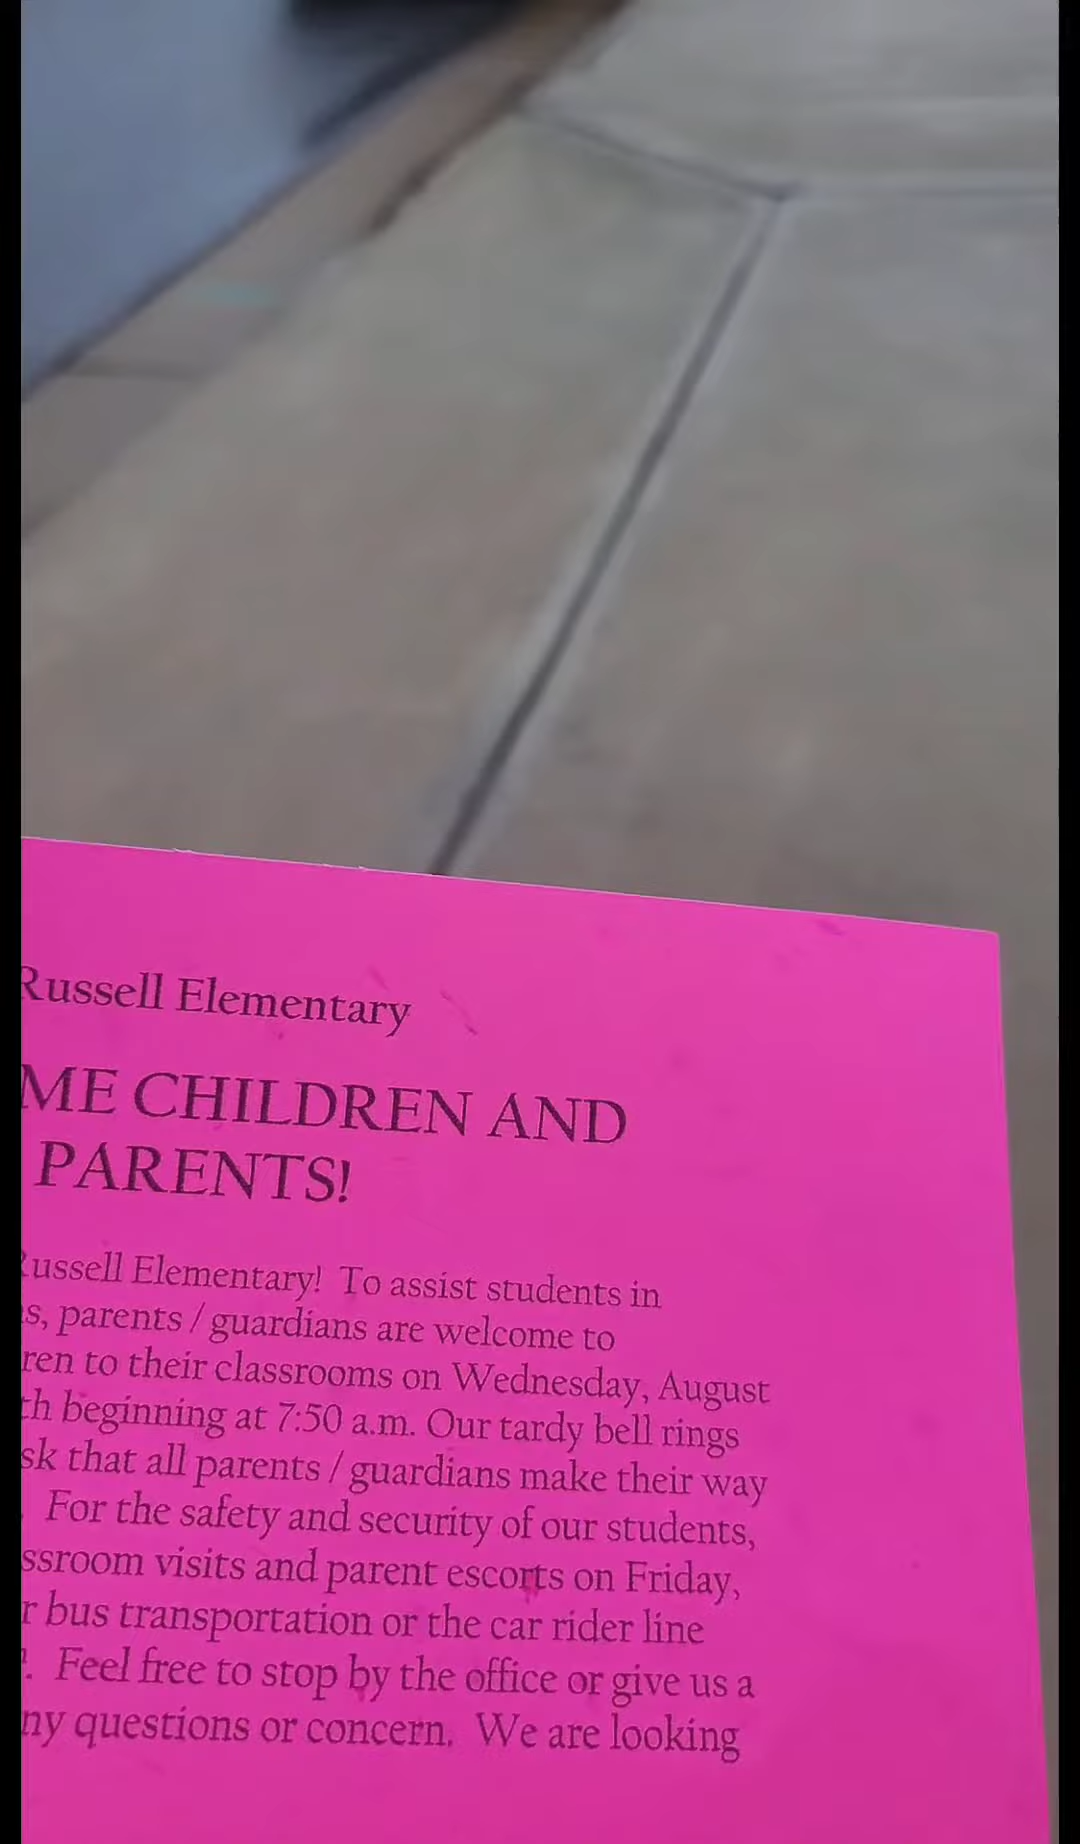 Russell Elementary
ME CHILDREN AND
PARENTS!
Russell Elementary! To assist students in
s, parents / guardians are welcome to
ren to their classrooms on Wednesday, August
th beginning at 7:50 a.m. Our tardy bell rings
sk that all parents / guardians make their way
. For the safety and security of our students,
ssroom visits and parent escorts on Friday,
r bus transportation or the car rider line
. Feel free to stop by the office or give us a
ny questions or concern. We are looking